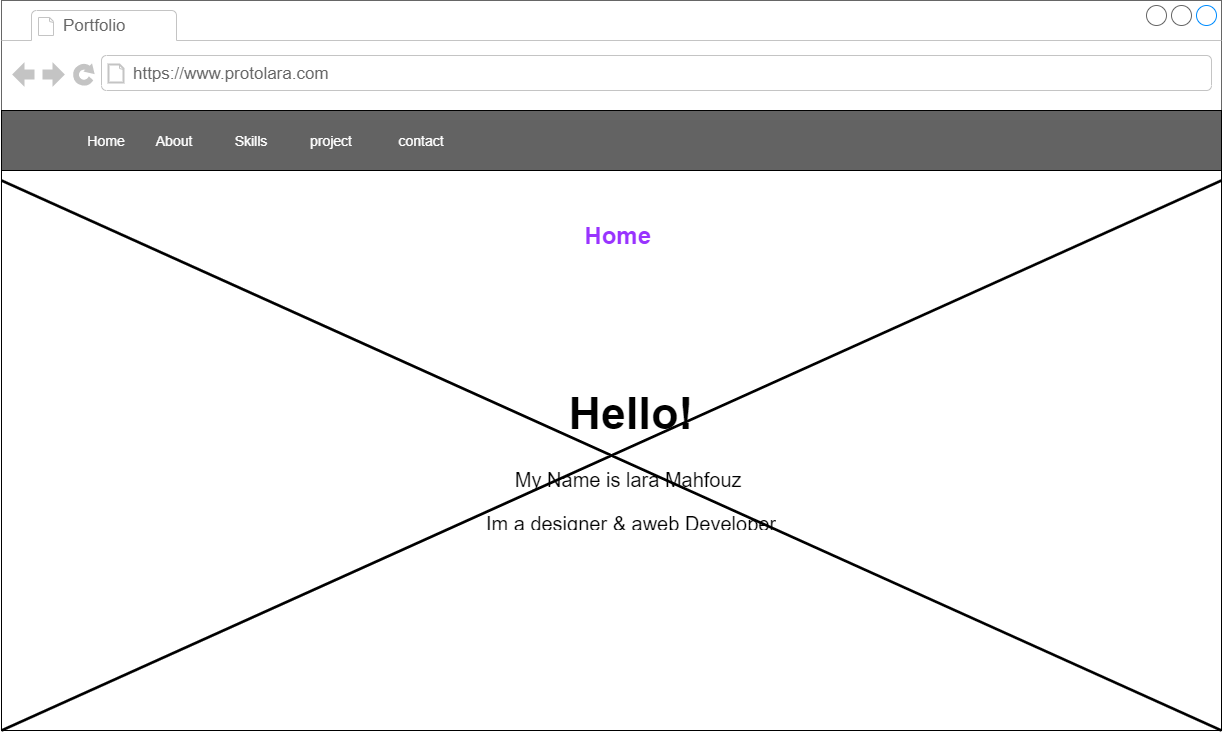 Portfolio
https://www.protolara.com
Home About Skills project contact
Home
Hello!
My Name is lara Mahfouz
Im a designer & aweb Developer